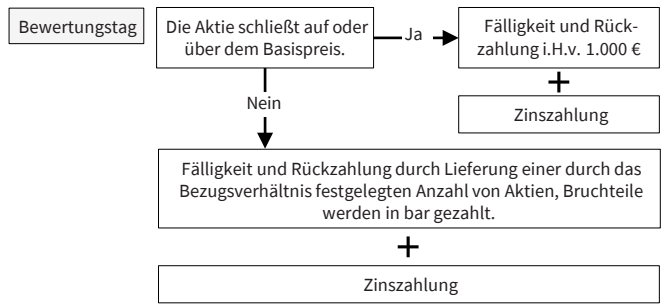 Bewertungstag
Die Aktie schließt auf oder
über dem Basispreis.
Ja
Fälligkeit und Rück-
zahlung i.H.v. 1.000 €
+
Zinszahlung
Nein
Fälligkeit und Rückzahlung durch Lieferung einer durch das
Bezugsverhältnis festgelegten Anzahl von Aktien, Bruchteile
werden in bar gezahlt.
+
Zinszahlung